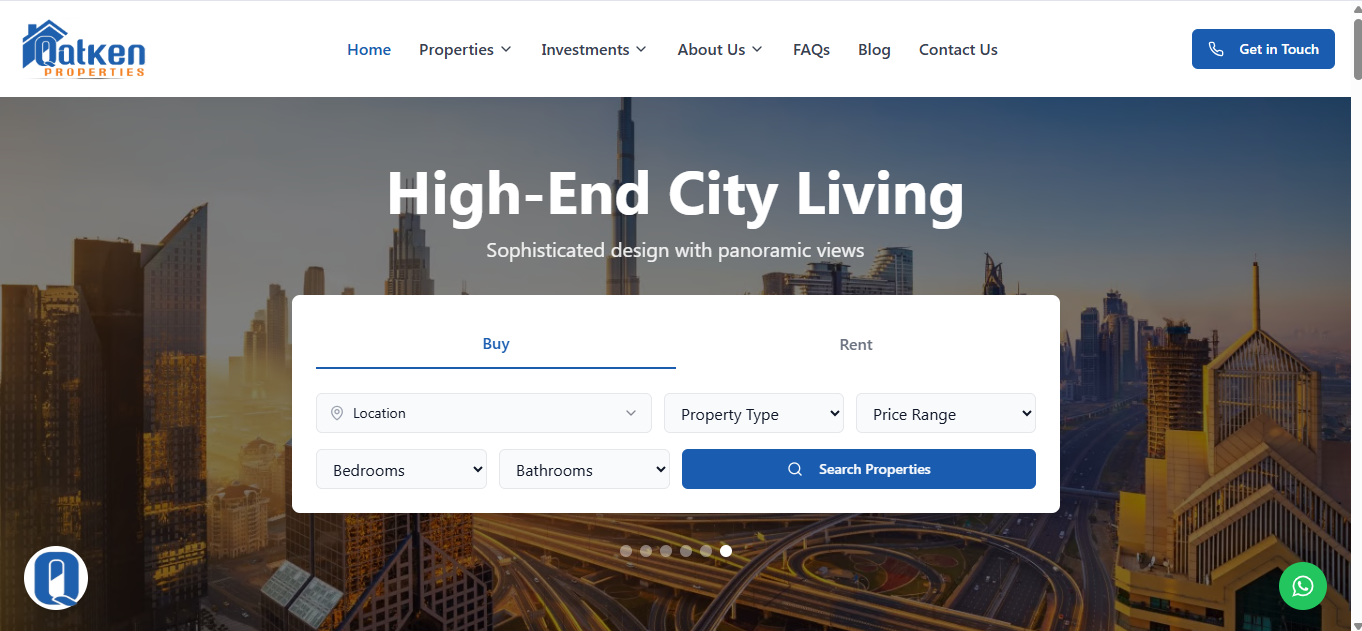 Qatken
PROPERTIES
Home
Properties
Investments
About Us
FAQs
Blog
Contact Us
Get in Touch
High-End City Living
Sophisticated design with panoramic views
Buy
Rent
Location
Property Type
Price Range
Bedrooms
Bathrooms
Search Properties
Q